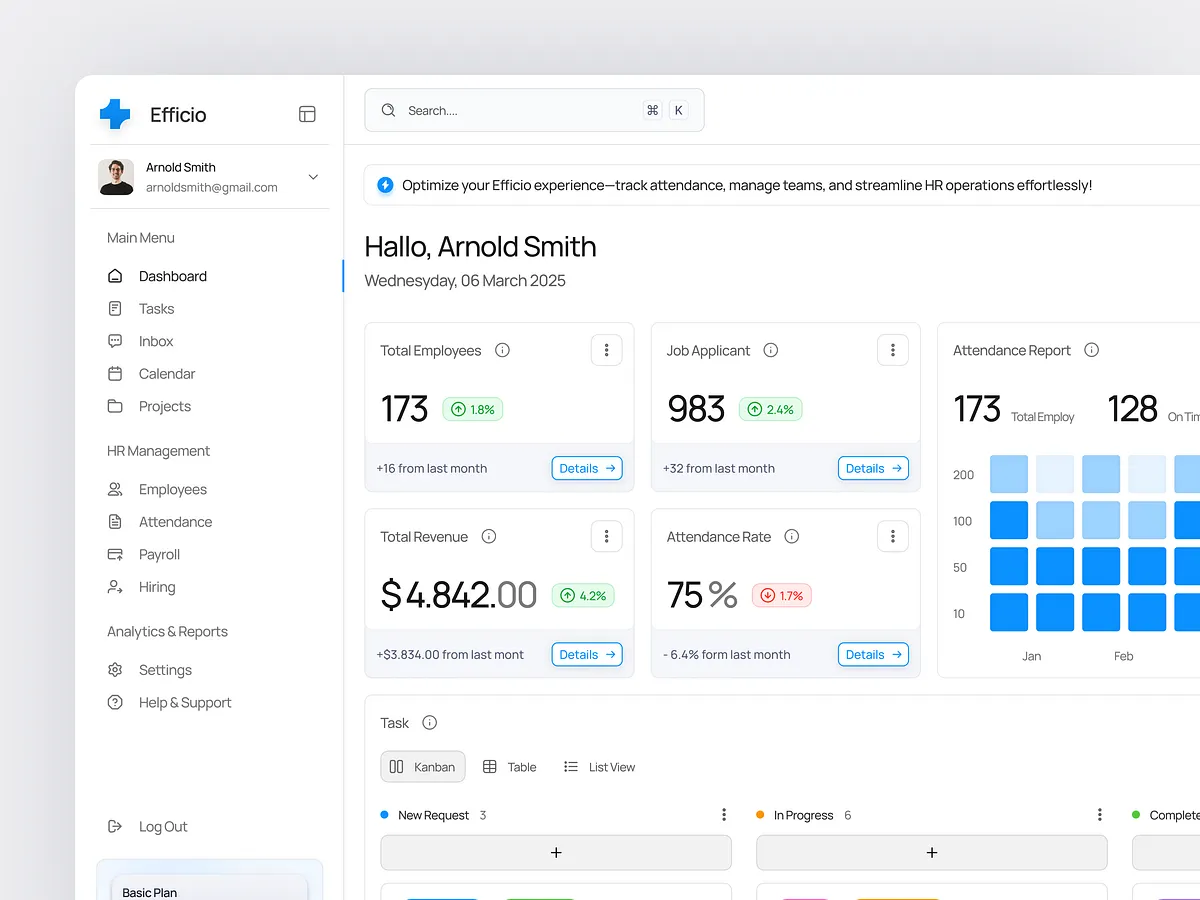 Efficio
Arnold Smith
arnoldsmith@gmail.com
Main Menu
Dashboard
Tasks
Inbox
Calendar
Projects
HR Management
Employees
Attendance
Payroll
Hiring
Analytics & Reports
Settings
Help & Support
Log Out
Basic Plan
Search....
⌘ K
Optimize your Efficio experience—track attendance, manage teams, and streamline HR operations effortlessly!
Hallo, Arnold Smith
Wednesyday, 06 March 2025
Total Employees
173 1.8%
+16 from last month Details
Job Applicant
983 2.4%
+32 from last month Details
Total Revenue
$4.842.00 4.2%
+$3.834.00 from last mont Details
Attendance Rate
75% 1.7%
- 6.4% form last month Details
Attendance Report
173 Total Employ 128 On Tim
200
100
50
10
Jan Feb
Task
Kanban Table List View
New Request 3
+
In Progress 6
+
Complete